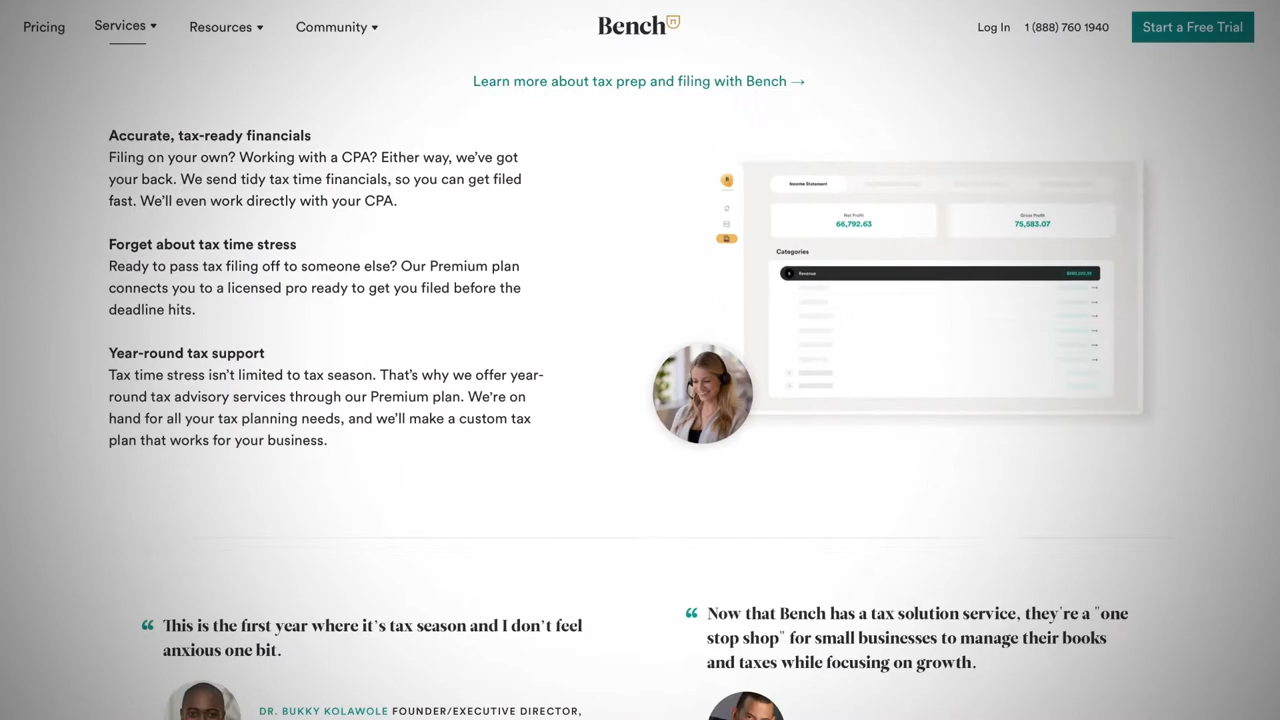 Pricing
Services
Resources
Community
Bench
Log In
1 (888) 760 1940
Start a Free Trial
Learn more about tax prep and filing with Bench →
Accurate, tax-ready financials
Filing on your own? Working with a CPA? Either way, we've got
your back. We send tidy tax time financials, so you can get filed
fast. We'll even work directly with your CPA.
Forget about tax time stress
Ready to pass tax filing off to someone else? Our Premium plan
connects you to a licensed pro ready to get you filed before the
deadline hits.
Year-round tax support
Tax time stress isn't limited to tax season. That's why we offer year-
round tax advisory services through our Premium plan. We're on
hand for all your tax planning needs, and we'll make a custom tax
plan that works for your business.
Income Statement
Net Profit
66,792.63
Gross Profit
75,583.07
Categories
Revenue
“ This is the first year where it's tax season and I don't feel
anxious one bit.
DR. BUKKY KOLAWOLE FOUNDER/EXECUTIVE DIRECTOR,
“ Now that Bench has a tax solution service, they're a "one
stop shop" for small businesses to manage their books
and taxes while focusing on growth.